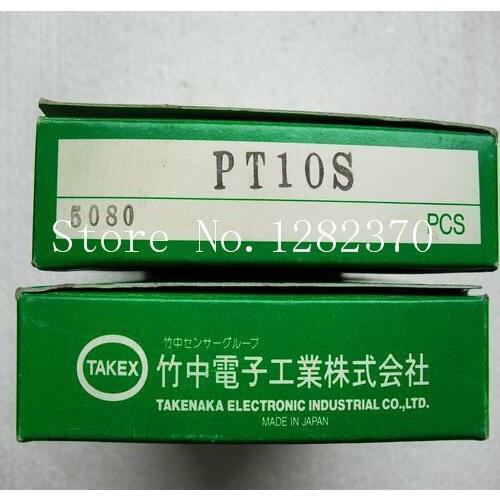 PT10S
5080
PCS
Store No. 1282370
竹中センサーグループ
TAKEX
竹中電子工業株式会社
TAKENAKA ELECTRONIC INDUSTRIAL CO.,LTD.
MADE IN JAPAN